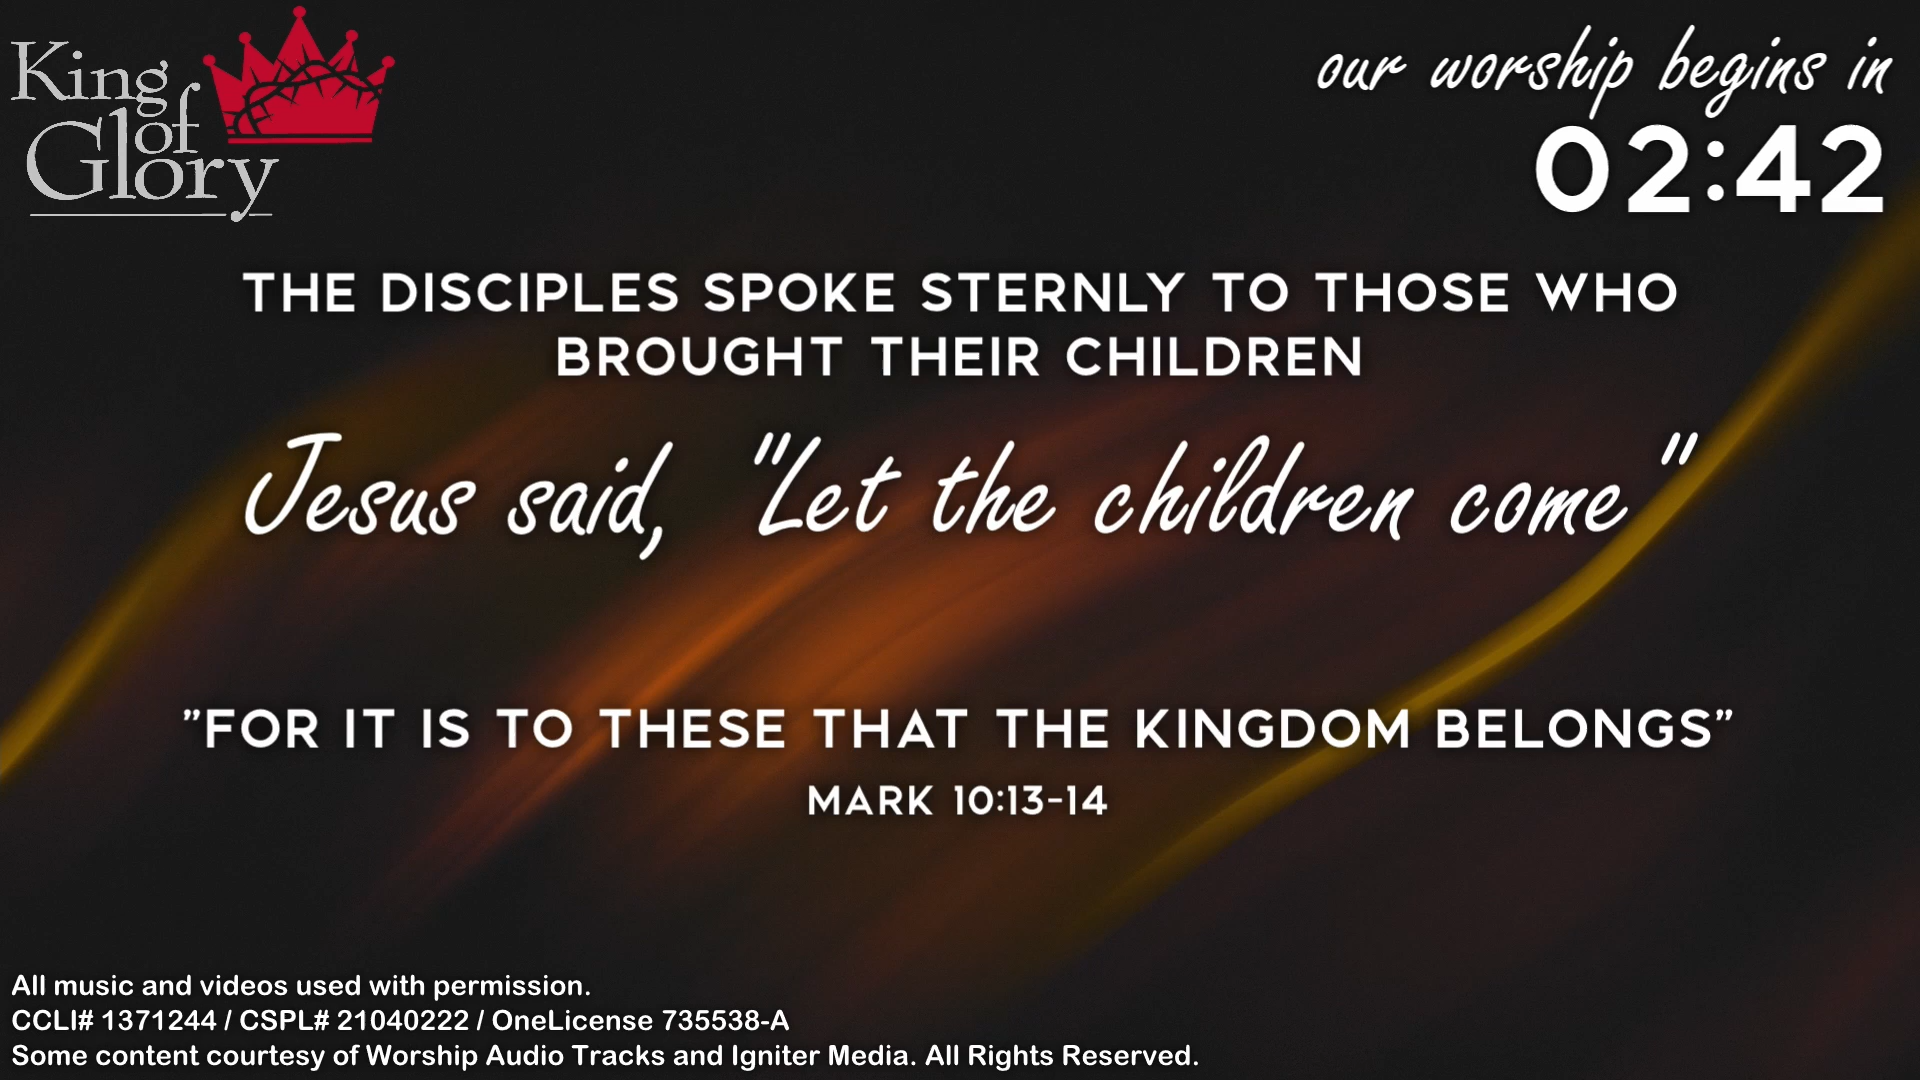 King
of
Glory
our worship begins in
02:42
THE DISCIPLES SPOKE STERNLY TO THOSE WHO
BROUGHT THEIR CHILDREN
Jesus said, "Let the children come"
"FOR IT IS TO THESE THAT THE KINGDOM BELONGS"
MARK 10:13-14
All music and videos used with permission.
CCLI# 1371244 / CSPL# 21040222 / OneLicense 735538-A
Some content courtesy of Worship Audio Tracks and Igniter Media. All Rights Reserved.